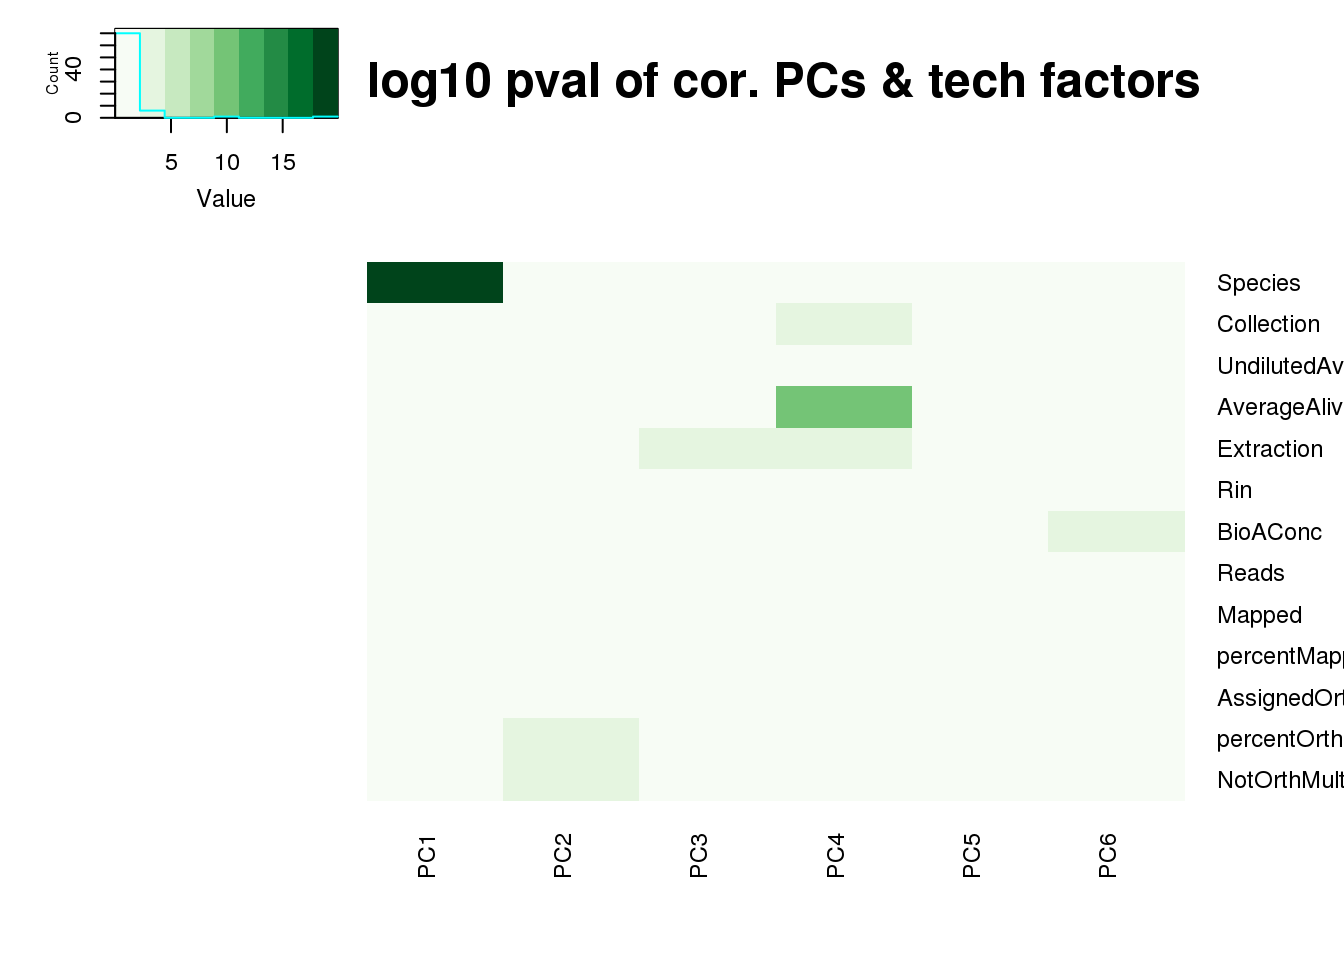 log10 pval of cor. PCs & tech factors
Count
0 40
5 10 15
Value
Species
Collection
UndilutedAv
AverageAliv
Extraction
Rin
BioAConc
Reads
Mapped
percentMap
AssignedOr
percentOrth
NotOrthMult
PC1 PC2 PC3 PC4 PC5 PC6